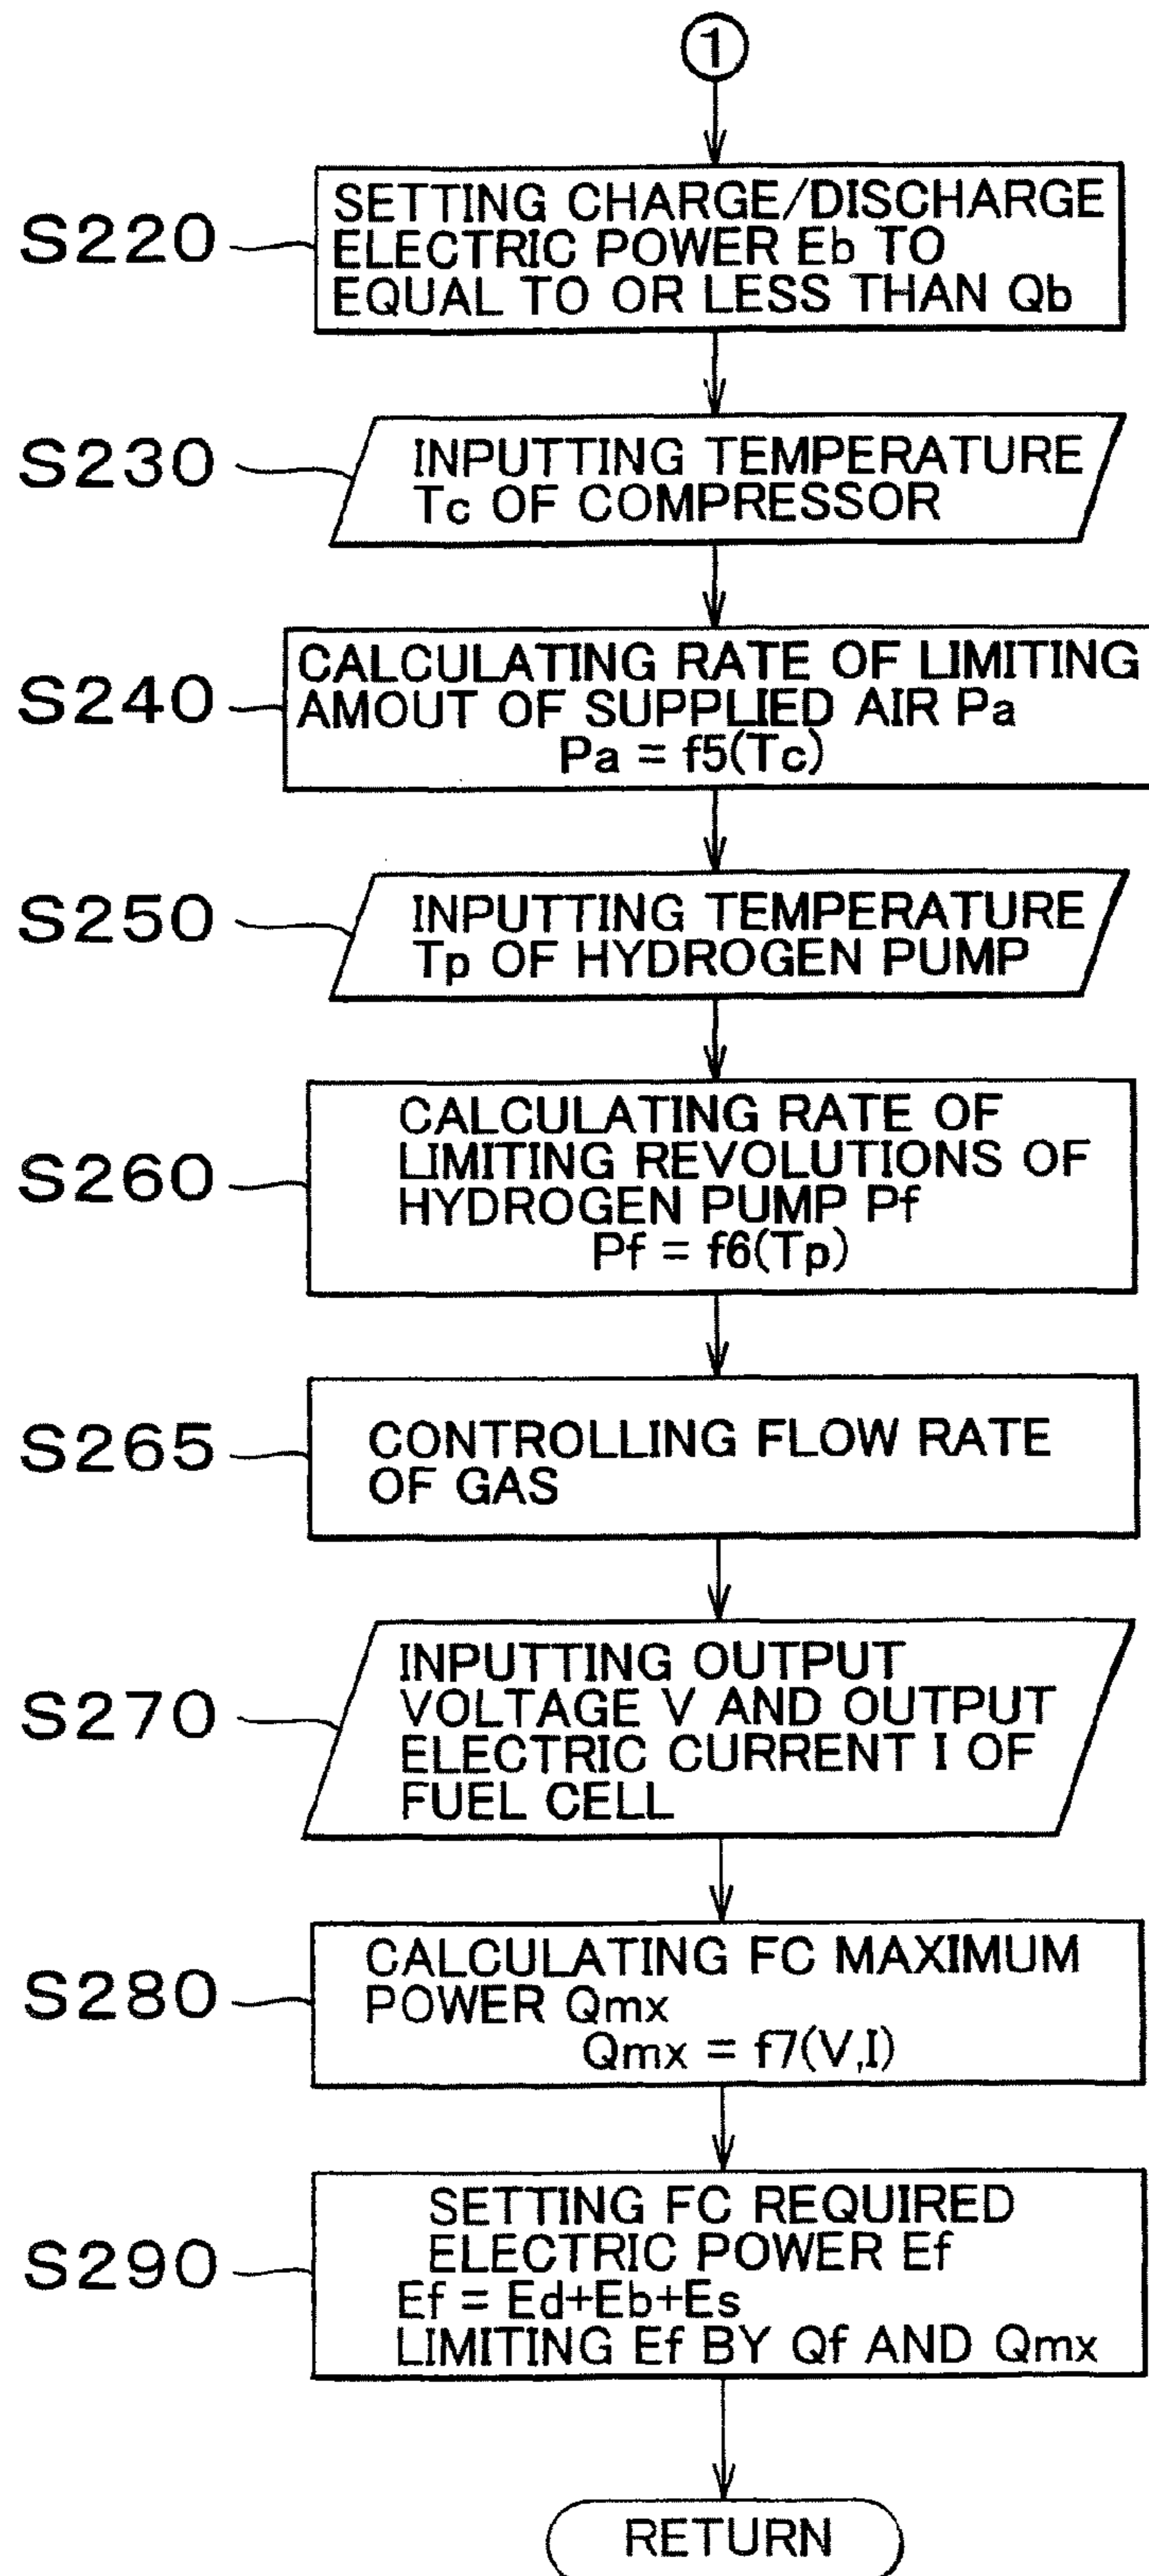 1
S220
SETTING CHARGE/DISCHARGE
ELECTRIC POWER Eb TO
EQUAL TO OR LESS THAN Qb
S230
INPUTTING TEMPERATURE
Tc OF COMPRESSOR
S240
CALCULATING RATE OF LIMITING
AMOUT OF SUPPLIED AIR Pa
Pa = f5(Tc)
S250
INPUTTING TEMPERATURE
Tp OF HYDROGEN PUMP
S260
CALCULATING RATE OF
LIMITING REVOLUTIONS OF
HYDROGEN PUMP Pf
Pf = f6(Tp)
S265
CONTROLLING FLOW RATE
OF GAS
S270
INPUTTING OUTPUT
VOLTAGE V AND OUTPUT
ELECTRIC CURRENT I OF
FUEL CELL
S280
CALCULATING FC MAXIMUM
POWER Qmx
Qmx = f7(V,I)
S290
SETTING FC REQUIRED
ELECTRIC POWER Ef
Ef = Ed+Eb+Es
LIMITING Ef BY Qf AND Qmx
RETURN